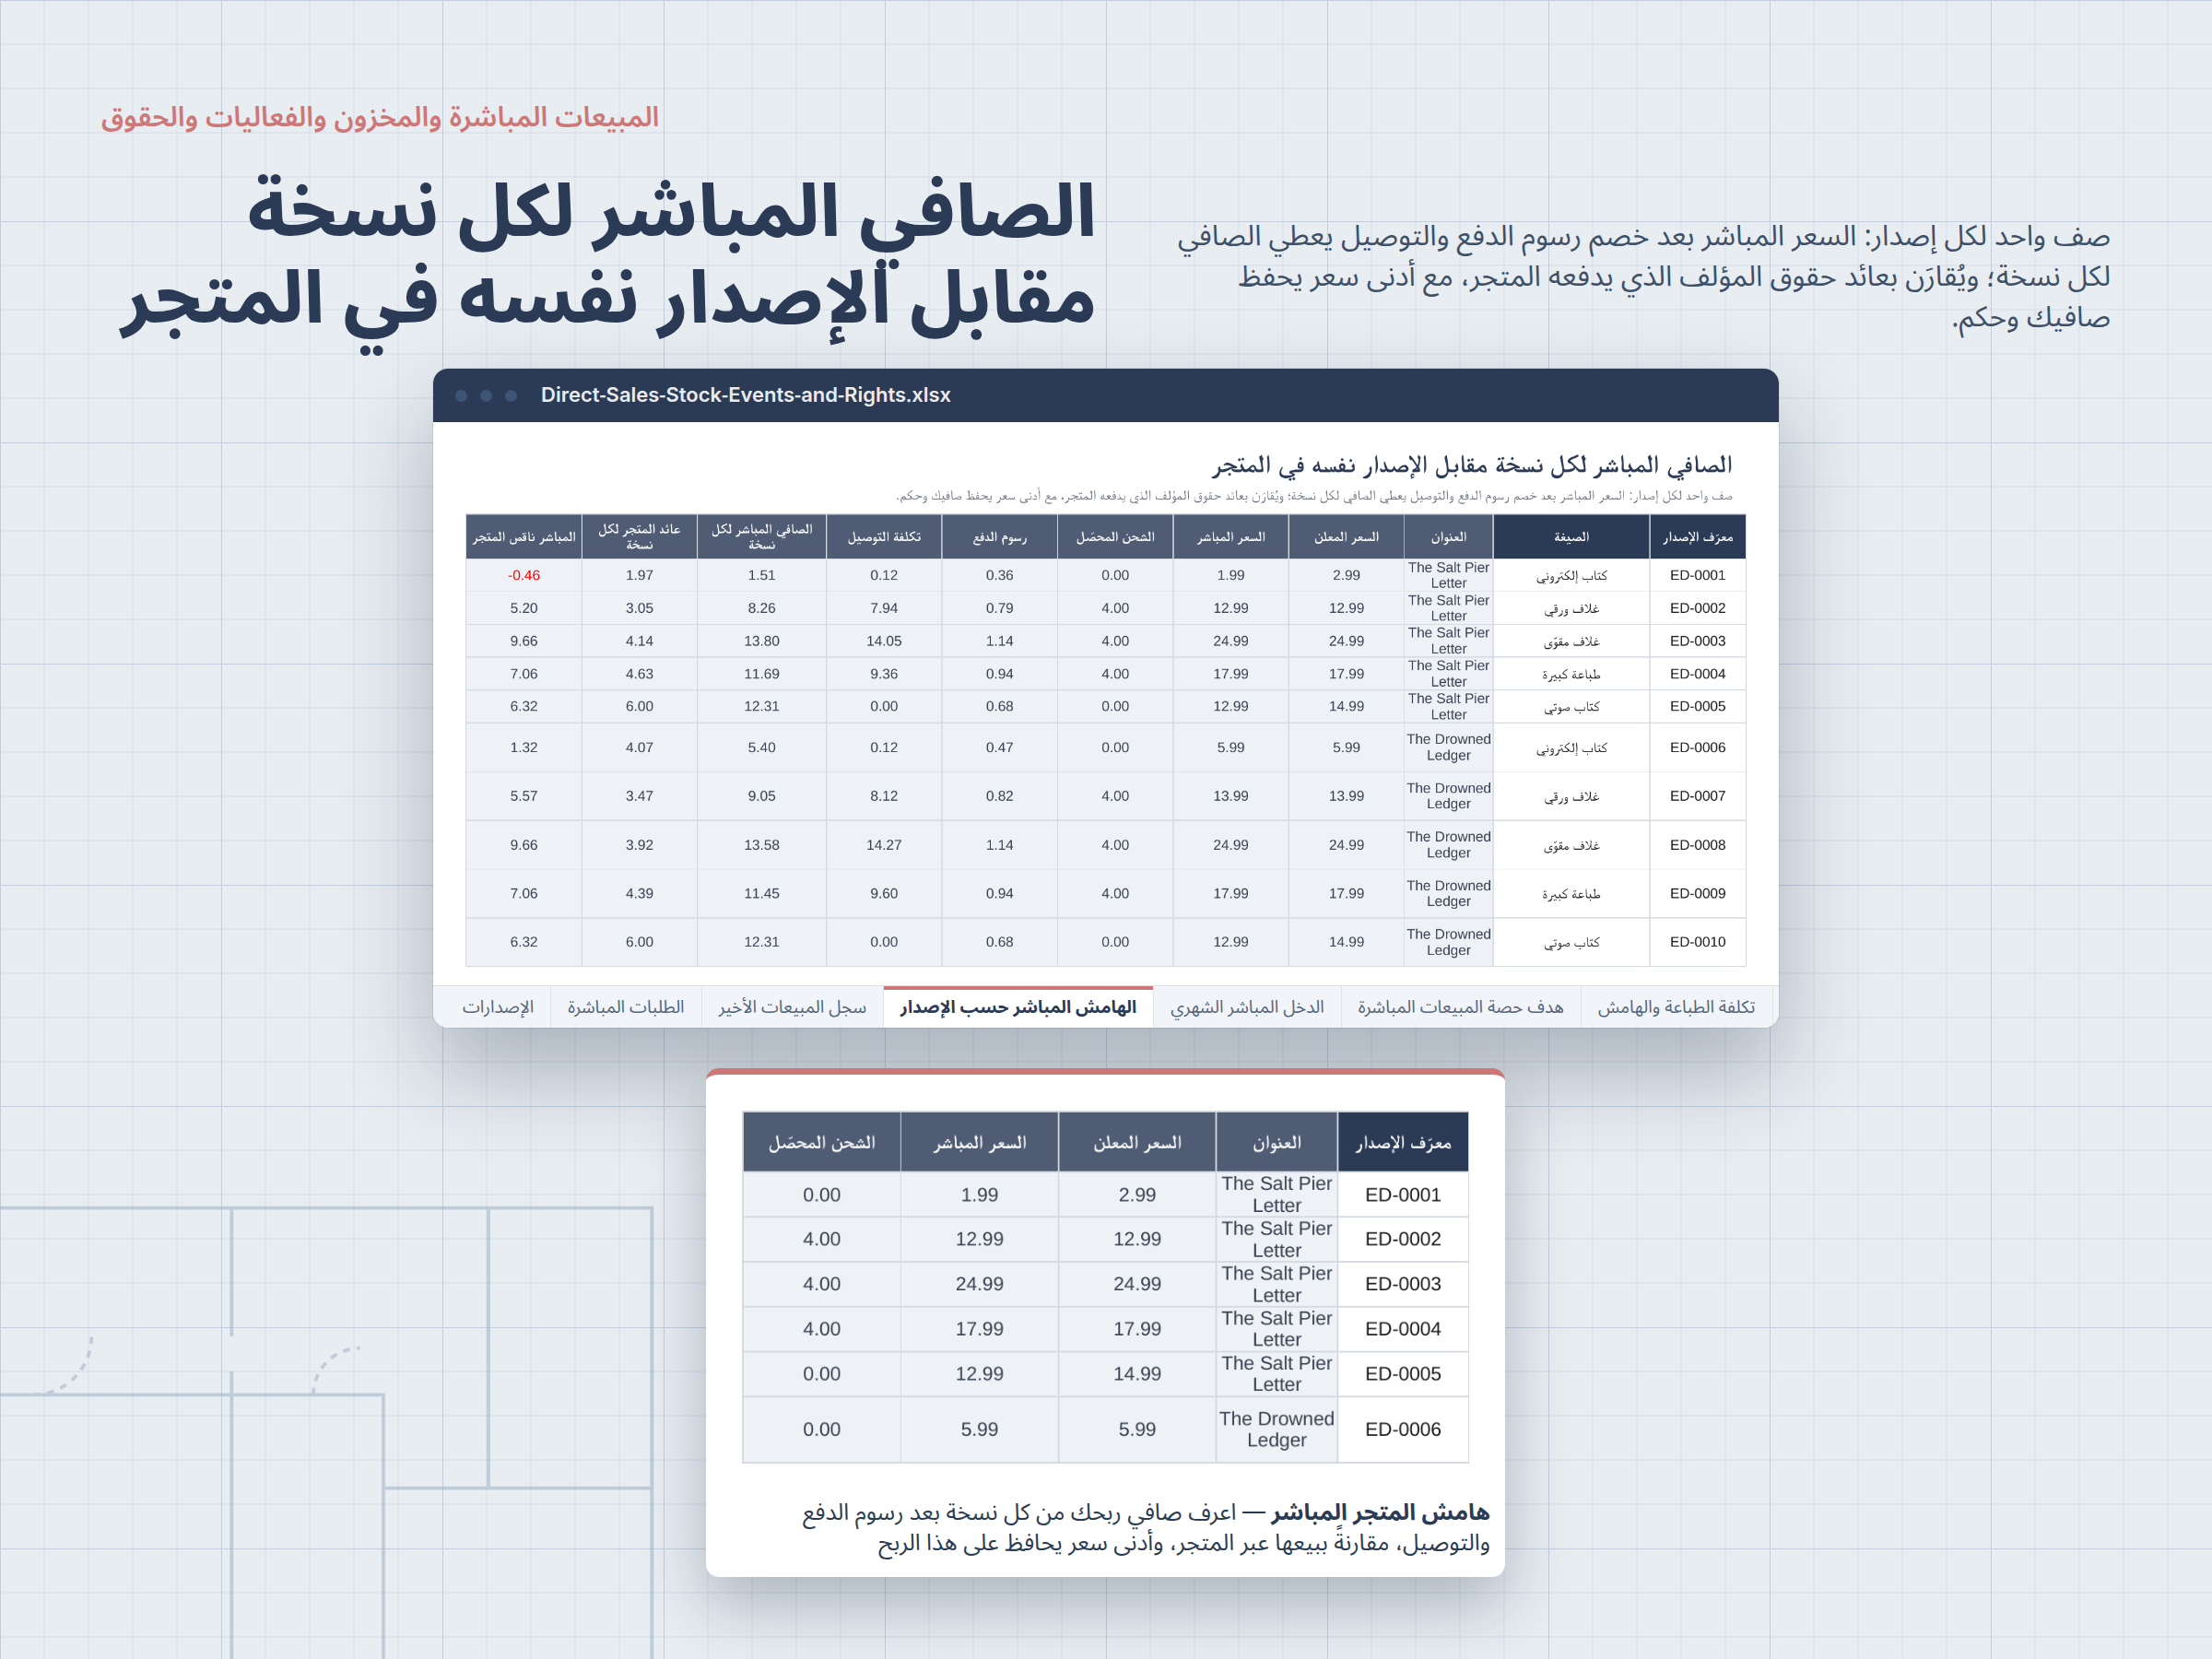 المبيعات المباشرة والمخزون والفعاليات والحقوق
الصافي المباشر لكل نسخة
مقابل الإصدار نفسه في المتجر
صف واحد لكل إصدار: السعر المباشر بعد خصم رسوم الدفع والتوصيل يعطي الصافي
لكل نسخة؛ ويُقارَن بعائد حقوق المؤلف الذي يدفعه المتجر، مع أدنى سعر يحفظ
صافيك وحكم.
Direct-Sales-Stock-Events-and-Rights.xlsx
الصافي المباشر لكل نسخة مقابل الإصدار نفسه في المتجر
صف واحد لكل إصدار: السعر المباشر بعد خصم رسوم الدفع والتوصيل يعطي الصافي لكل نسخة؛ ويُقارَن بعائد حقوق المؤلف الذي يدفعه المتجر، مع أدنى سعر يحفظ صافيك وحكم.
معرّف الإصدار الصيغة العنوان السعر المعلن السعر المباشر الشحن المحصّل رسوم الدفع تكلفة التوصيل الصافي المباشر لكل نسخة عائد المتجر لكل نسخة المباشر ناقص المتجر
ED-0001 كتاب إلكتروني The Salt Pier Letter 2.99 1.99 0.00 0.36 0.12 1.51 1.97 -0.46
ED-0002 غلاف ورقي The Salt Pier Letter 12.99 12.99 4.00 0.79 7.94 8.26 3.05 5.20
ED-0003 غلاف مقوّى The Salt Pier Letter 24.99 24.99 4.00 1.14 14.05 13.80 4.14 9.66
ED-0004 طباعة كبيرة The Salt Pier Letter 17.99 17.99 4.00 0.94 9.36 11.69 4.63 7.06
ED-0005 كتاب صوتي The Salt Pier Letter 14.99 12.99 0.00 0.68 0.00 12.31 6.00 6.32
ED-0006 كتاب إلكتروني The Drowned Ledger 5.99 5.99 0.00 0.47 0.12 5.40 4.07 1.32
ED-0007 غلاف ورقي The Drowned Ledger 13.99 13.99 4.00 0.82 8.12 9.05 3.47 5.57
ED-0008 غلاف مقوّى The Drowned Ledger 24.99 24.99 4.00 1.14 14.27 13.58 3.92 9.66
ED-0009 طباعة كبيرة The Drowned Ledger 17.99 17.99 4.00 0.94 9.60 11.45 4.39 7.06
ED-0010 كتاب صوتي The Drowned Ledger 14.99 12.99 0.00 0.68 0.00 12.31 6.00 6.32
تكلفة الطباعة والهامش هدف حصة المبيعات المباشرة الدخل المباشر الشهري الهامش المباشر حسب الإصدار سجل المبيعات الأخير الطلبات المباشرة الإصدارات
معرّف الإصدار العنوان السعر المعلن السعر المباشر الشحن المحصّل
ED-0001 The Salt Pier Letter 2.99 1.99 0.00
ED-0002 The Salt Pier Letter 12.99 12.99 4.00
ED-0003 The Salt Pier Letter 24.99 24.99 4.00
ED-0004 The Salt Pier Letter 17.99 17.99 4.00
ED-0005 The Salt Pier Letter 14.99 12.99 0.00
ED-0006 The Drowned Ledger 5.99 5.99 0.00
هامش المتجر المباشر — اعرف صافي ربحك من كل نسخة بعد رسوم الدفع
والتوصيل، مقارنةً ببيعها عبر المتجر، وأدنى سعر يحافظ على هذا الربح